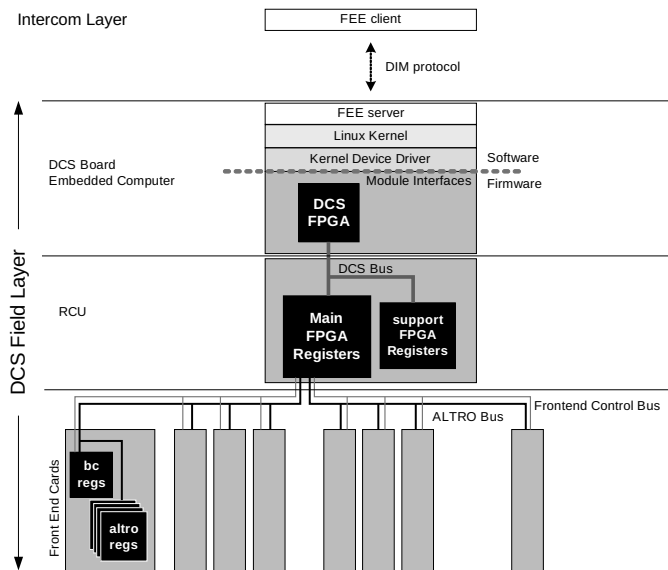 Intercom Layer
FEE client
DIM protocol
FEE server
Linux Kernel
Kernel Device Driver
Software
DCS Board
Embedded Computer
Module Interfaces
Firmware
DCS
FPGA
DCS Field Layer
DCS Bus
RCU
Main
FPGA
Registers
support
FPGA
Registers
Frontend Control Bus
ALTRO Bus
Front End Cards
bc
regs
altro
regs